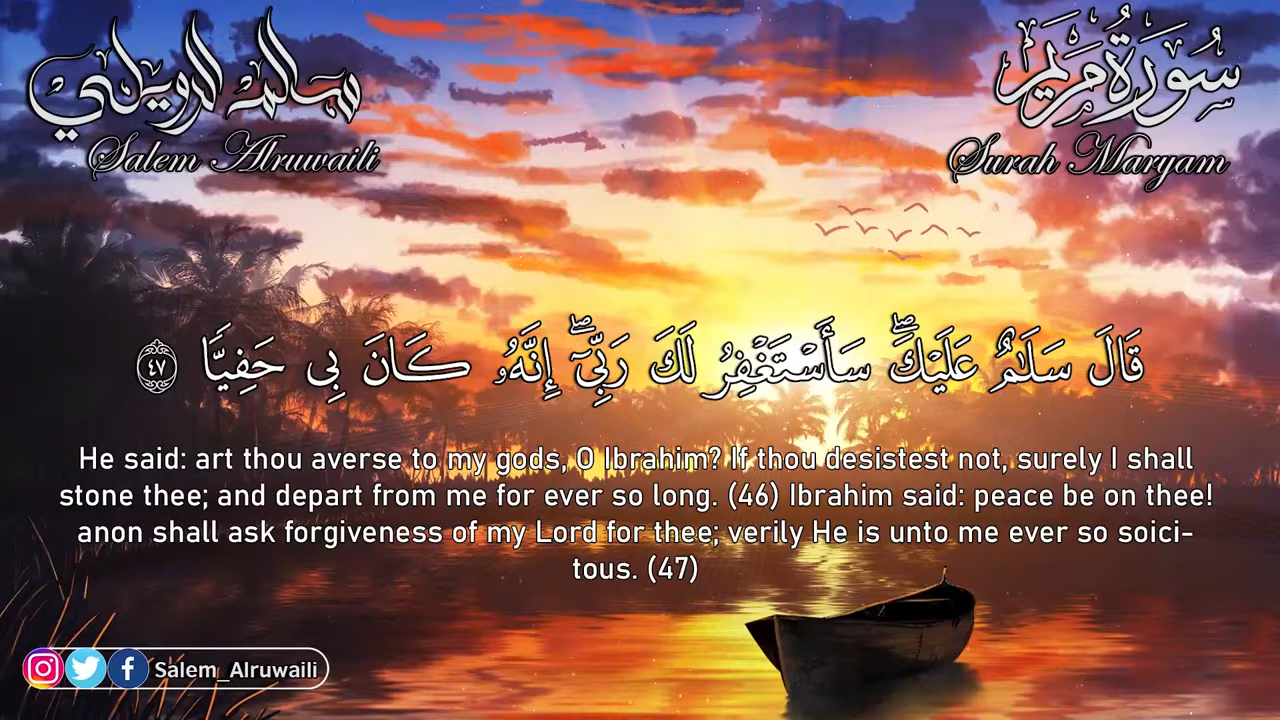 سالم الرويلي
Salem Alruwaili
سورة مريم
Surah Maryam
قَالَ سَلَٰمٌ عَلَيْكَۖ سَأَسْتَغْفِرُ لَكَ رَبِّيٓۖ إِنَّهُۥ كَانَ بِي حَفِيًّا ٤٧
He said: art thou averse to my gods, O Ibrahim? If thou desistest not, surely I shall
stone thee; and depart from me for ever so long. (46) Ibrahim said: peace be on thee!
anon shall ask forgiveness of my Lord for thee; verily He is unto me ever so soici-
tous. (47)
Salem_Alruwaili